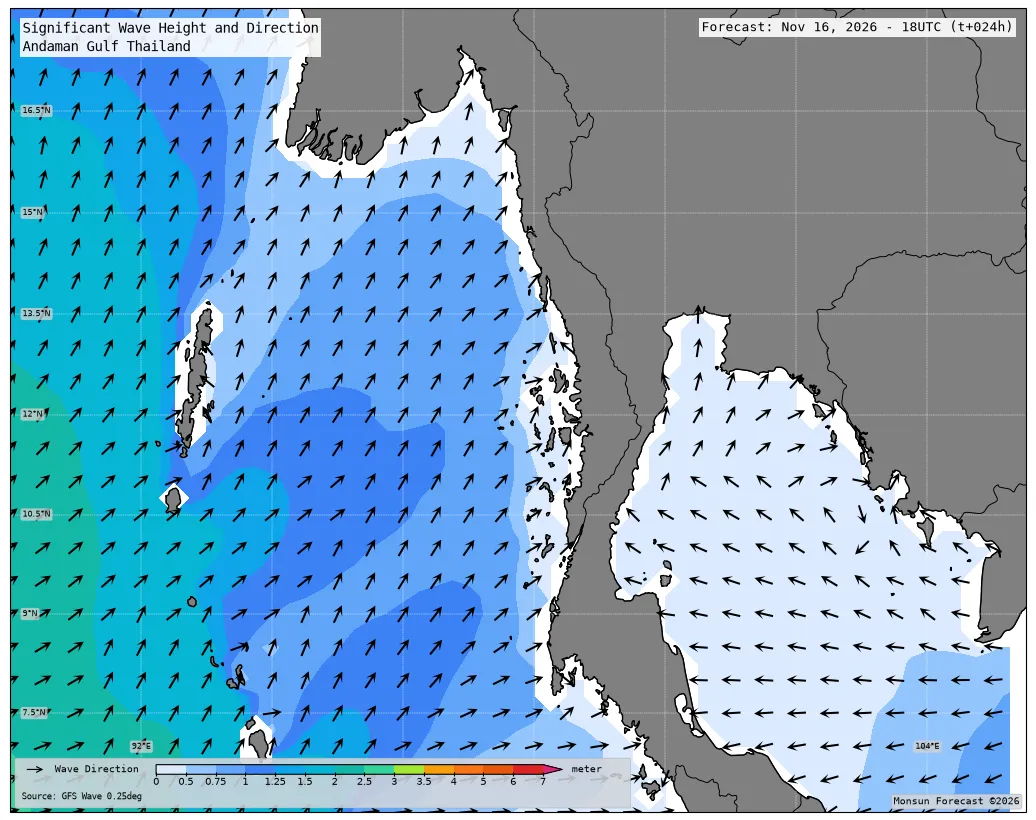 Significant Wave Height and Direction
Andaman Gulf Thailand
Forecast: Nov 16, 2026 - 18UTC (t+024h)
16.5°N
15°N
13.5°N
12°N
10.5°N
9°N
7.5°N
92°E
104°E
Wave Direction
meter
0 0.5 0.75 1 1.25 1.5 2 2.5 3 3.5 4 5 6 7
Source: GFS Wave 0.25deg
Monsun Forecast ©2026